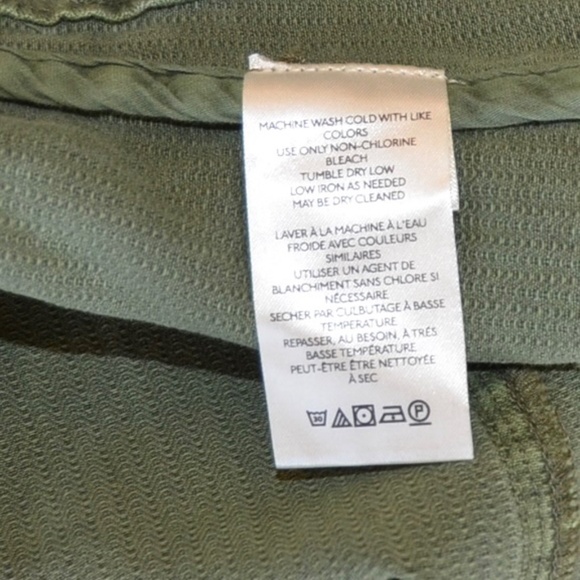 MACHINE WASH COLD WITH LIKE
COLORS
USE ONLY NON-CHLORINE
BLEACH
TUMBLE DRY LOW
LOW IRON AS NEEDED
MAY BE DRY CLEANED
LAVER À LA MACHINE À L'EAU
FROIDE AVEC COULEURS
SIMILAIRES
UTILISER UN AGENT DE
BLANCHIMENT SANS CHLORE SI
NÉCESSAIRE
SECHER PAR CULBUTAGE À BASSE
TEMPERATURE
REPASSER, AU BESOIN, À TRÈS
BASSE TEMPÉRATURE
PEUT-ÊTRE ÊTRE NETTOYÉE
À SEC
30 P